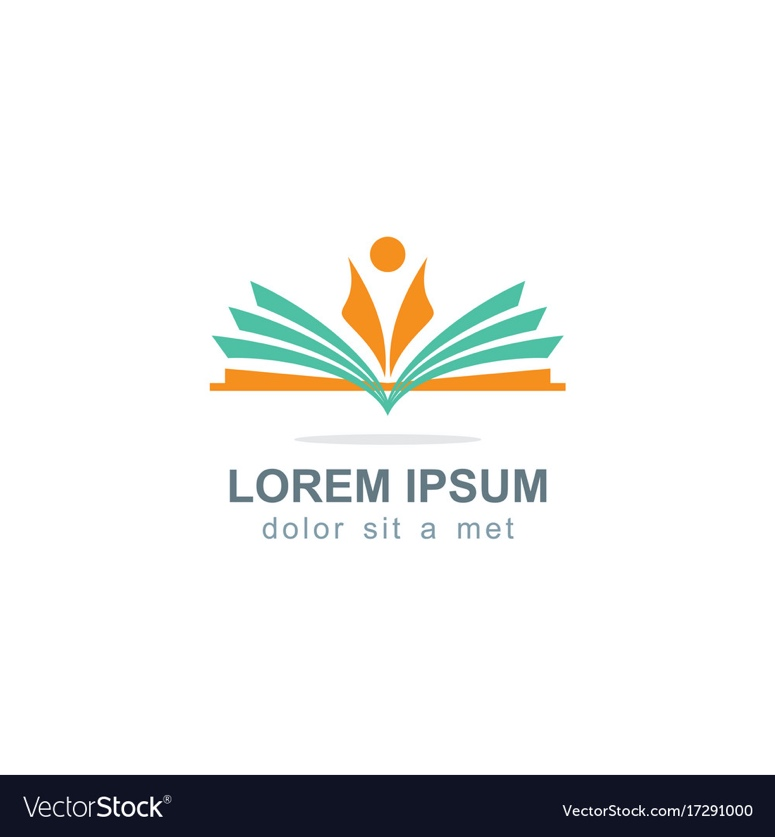 LOREM IPSUM
dolor sit a met
VectorStock®
VectorStock.com/17291000